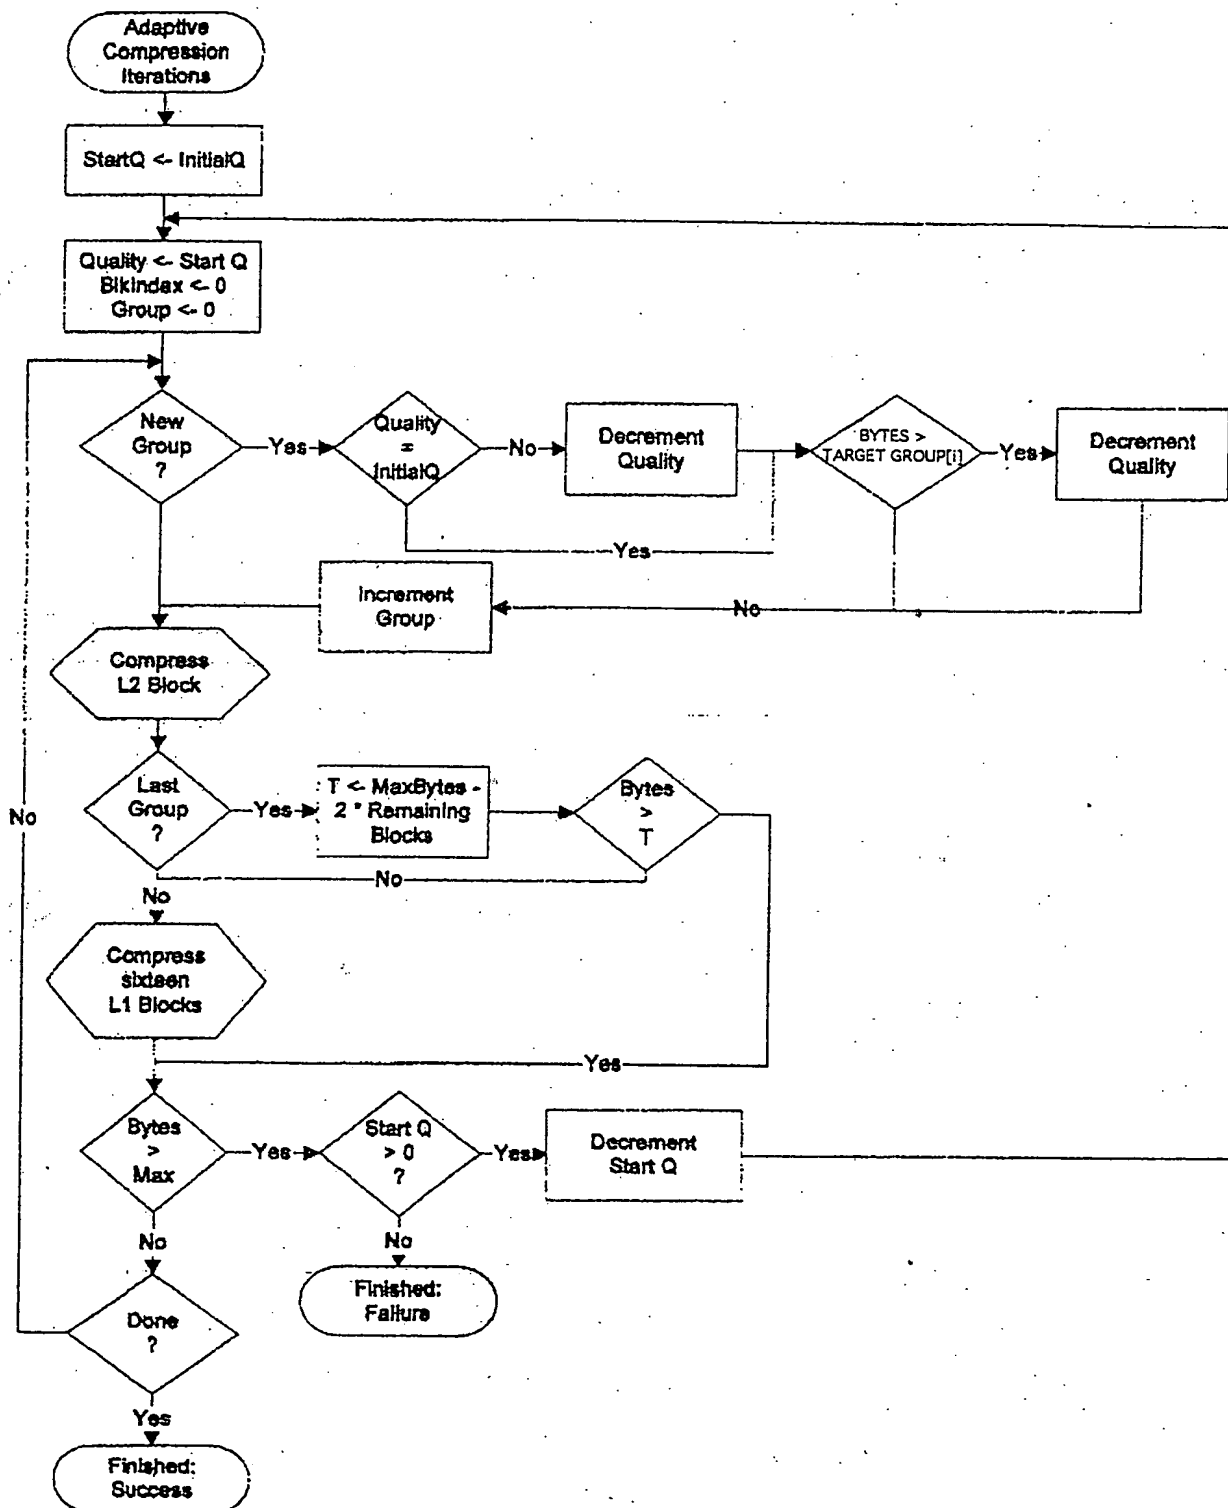 Adaptive
Compression
Iterations
StartQ <- InitialQ
Quality <- Start Q
BlkIndex <- 0
Group <- 0
New
Group
?
Yes
Quality
=
InitialQ
No
Decrement
Quality
BYTES >
TARGET GROUP[i]
Yes
Decrement
Quality
Yes
Increment
Group
No
Compress
L2 Block
Last
Group
?
Yes
T <- MaxBytes -
2 * Remaining
Blocks
Bytes
>
T
No
No
No
Compress
sixteen
L1 Blocks
Yes
Bytes
>
Max
Yes
Start Q
> 0
?
Yes
Decrement
Start Q
No
No
Finished:
Failure
Done
?
Yes
Finished:
Success